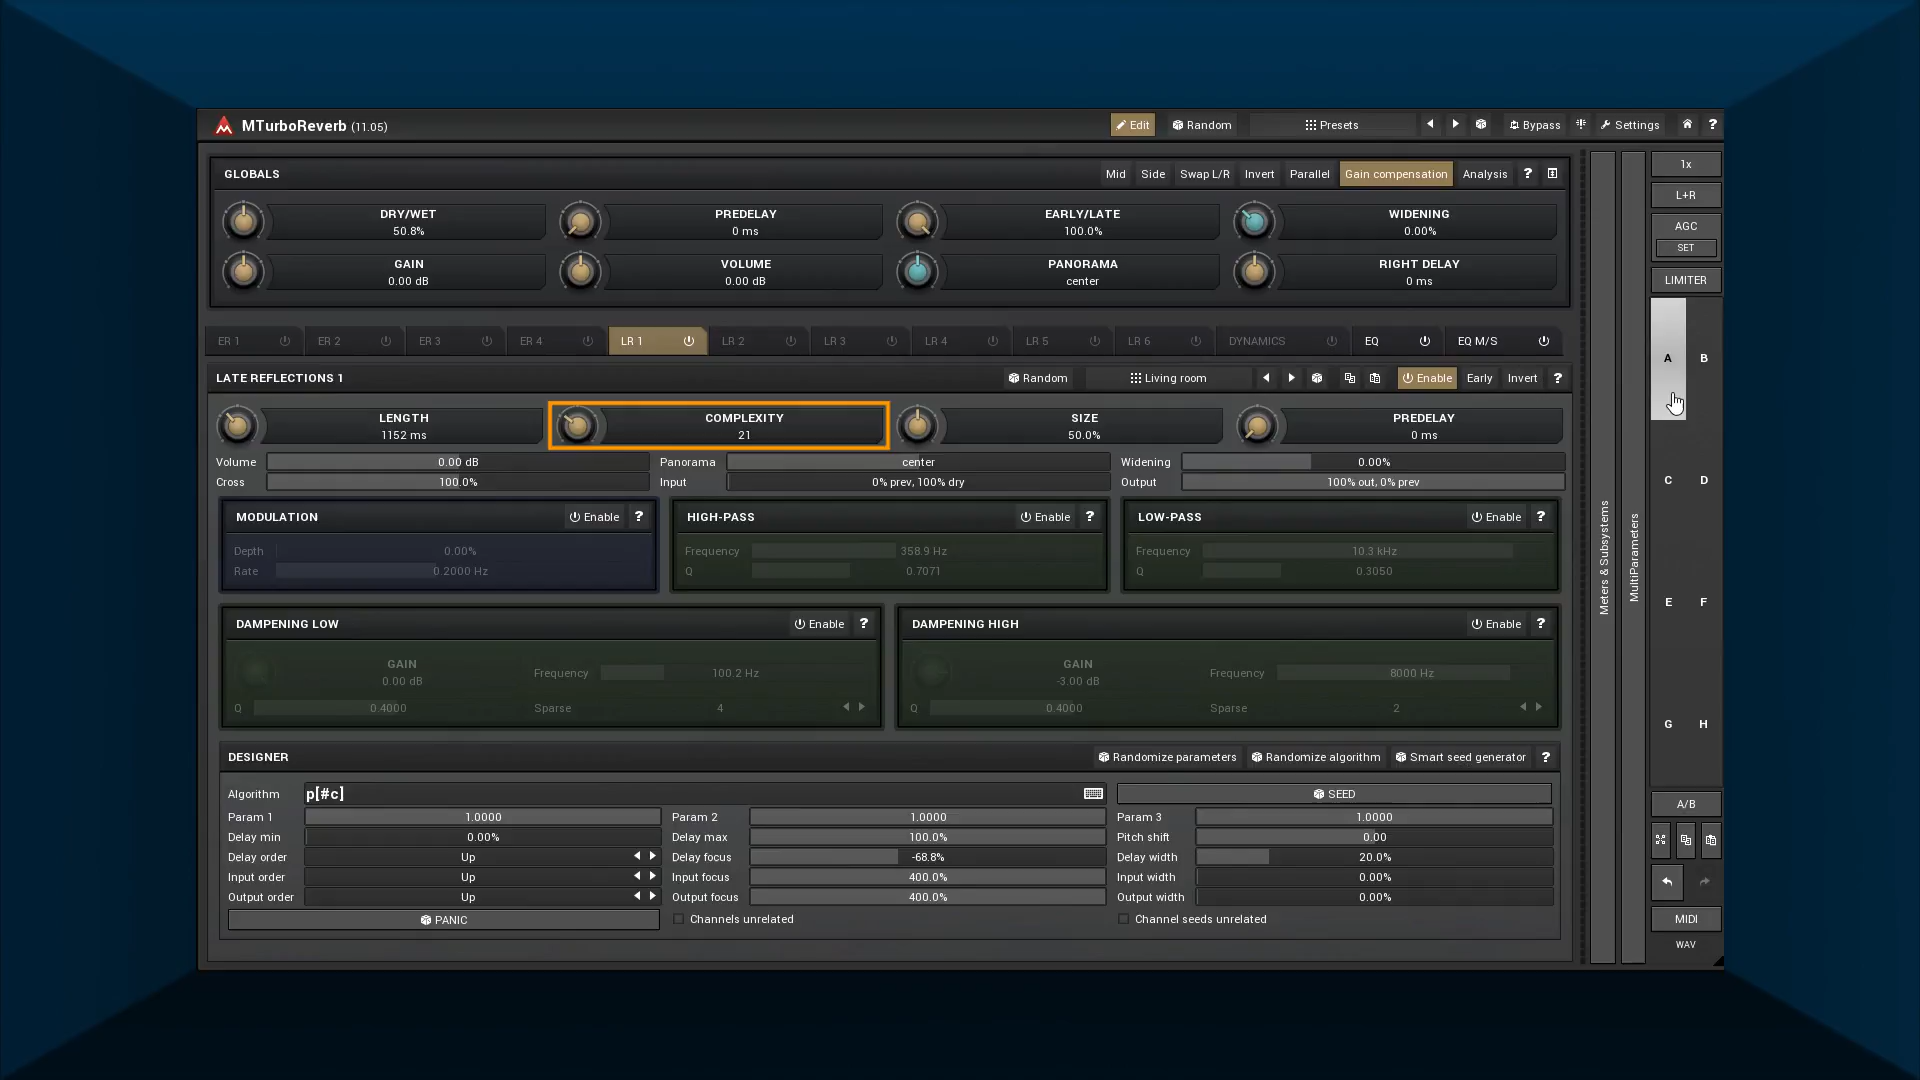 MTurboReverb (11.05) Edit Random Presets Bypass Settings ?
GLOBALS Mid Side Swap L/R Invert Parallel Gain compensation Analysis ?
DRY/WET PREDELAY EARLY/LATE WIDENING
50.8% 0 ms 100.0% 0.00%
GAIN VOLUME PANORAMA RIGHT DELAY
0.00 dB 0.00 dB center 0 ms
ER 1 ER 2 ER 3 ER 4 LR 1 LR 2 LR 3 LR 4 LR 5 LR 6 DYNAMICS EQ EQ M/S
LATE REFLECTIONS 1 Random Living room Enable Early Invert ?
LENGTH COMPLEXITY SIZE PREDELAY
1152 ms 21 50.0% 0 ms
Volume 0.00 dB Panorama center Widening 0.00%
Cross 100.0% Input 0% prev, 100% dry Output 100% out, 0% prev
MODULATION Enable ? HIGH-PASS Enable ? LOW-PASS Enable ?
Depth 0.00% Frequency 358.9 Hz Frequency 10.3 kHz
Rate 0.2000 Hz Q 0.7071 Q 0.3050
DAMPENING LOW Enable ? DAMPENING HIGH Enable ?
GAIN GAIN
0.00 dB Frequency 100.2 Hz -3.00 dB Frequency 8000 Hz
Q 0.4000 Sparse 4 Q 0.4000 Sparse 2
DESIGNER Randomize parameters Randomize algorithm Smart seed generator ?
Algorithm p[#c] SEED
Param 1 1.0000 Param 2 1.0000 Param 3 1.0000
Delay min 0.00% Delay max 100.0% Pitch shift 0.00
Delay order Up Delay focus -68.8% Delay width 20.0%
Input order Up Input focus 400.0% Input width 0.00%
Output order Up Output focus 400.0% Output width 0.00%
PANIC Channels unrelated Channel seeds unrelated
Meters & Subsystems
MultiParameters
1x
L+R
AGC
SET
LIMITER
A B
C D
E F
G H
A/B
MIDI
WAV